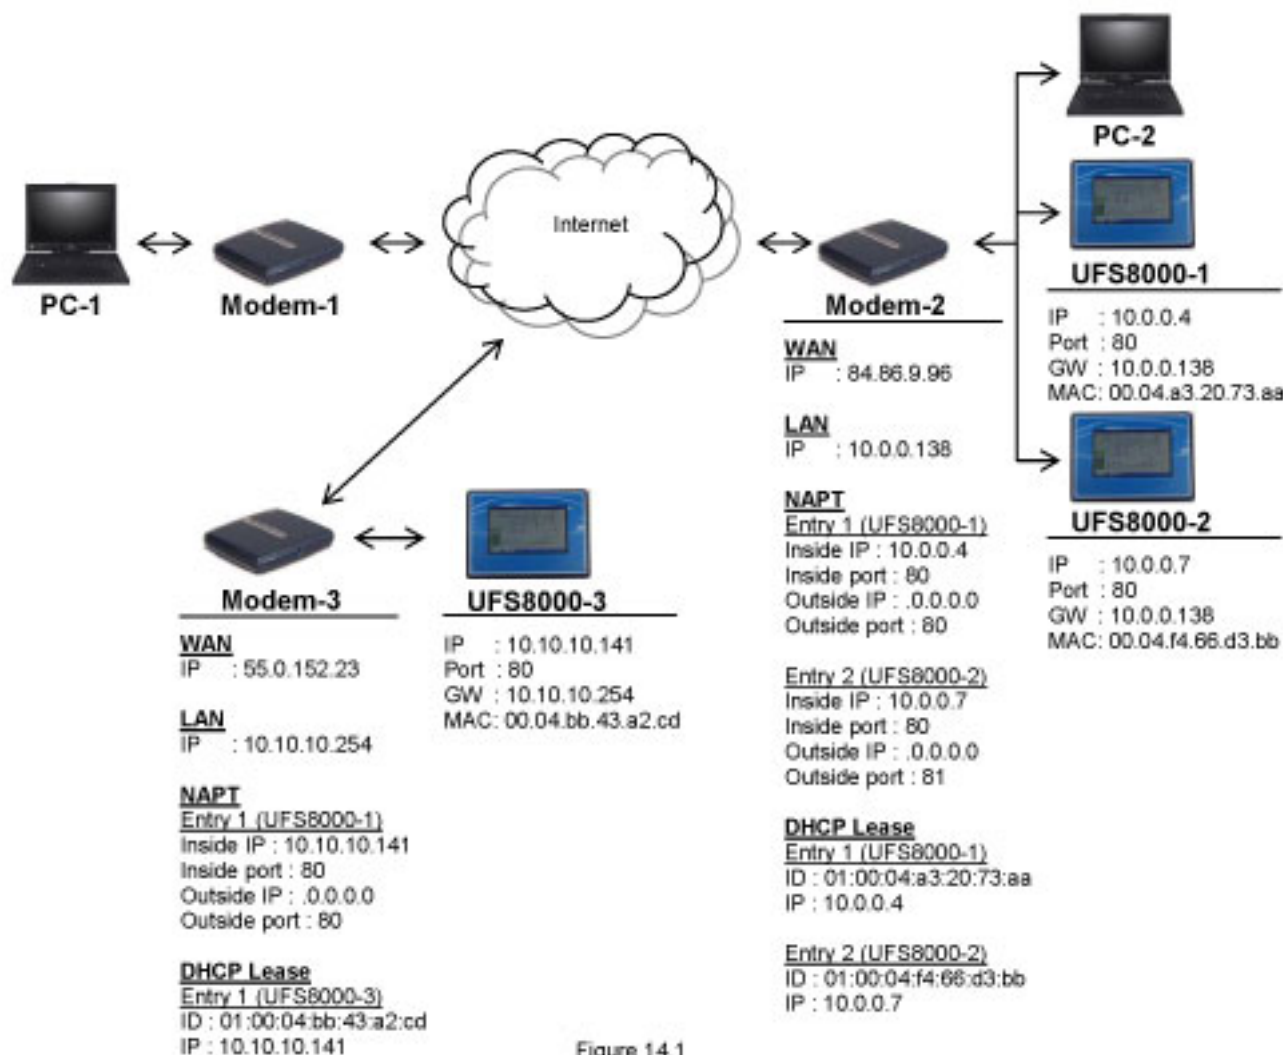 PC-1
Modem-1
Internet
Modem-2
WAN
IP : 84.86.9.96
LAN
IP : 10.0.0.138
NAPT
Entry 1 (UFS8000-1)
Inside IP : 10.0.0.4
Inside port : 80
Outside IP : .0.0.0.0
Outside port : 80
Entry 2 (UFS8000-2)
Inside IP : 10.0.0.7
Inside port : 80
Outside IP : .0.0.0.0
Outside port : 81
DHCP Lease
Entry 1 (UFS8000-1)
ID : 01:00:04:a3:20:73:aa
IP : 10.0.0.4
Entry 2 (UFS8000-2)
ID : 01:00:04:f4:66:d3:bb
IP : 10.0.0.7
PC-2
UFS8000-1
IP : 10.0.0.4
Port : 80
GW : 10.0.0.138
MAC: 00.04.a3.20.73.aa
UFS8000-2
IP : 10.0.0.7
Port : 80
GW : 10.0.0.138
MAC: 00.04.f4.66.d3.bb
Modem-3
WAN
IP : 55.0.152.23
LAN
IP : 10.10.10.254
NAPT
Entry 1 (UFS8000-1)
Inside IP : 10.10.10.141
Inside port : 80
Outside IP : .0.0.0.0
Outside port : 80
DHCP Lease
Entry 1 (UFS8000-3)
ID : 01:00:04:bb:43:a2:cd
IP : 10.10.10.141
UFS8000-3
IP : 10.10.10.141
Port : 80
GW : 10.10.10.254
MAC: 00.04.bb.43.a2.cd
Figure 14.1